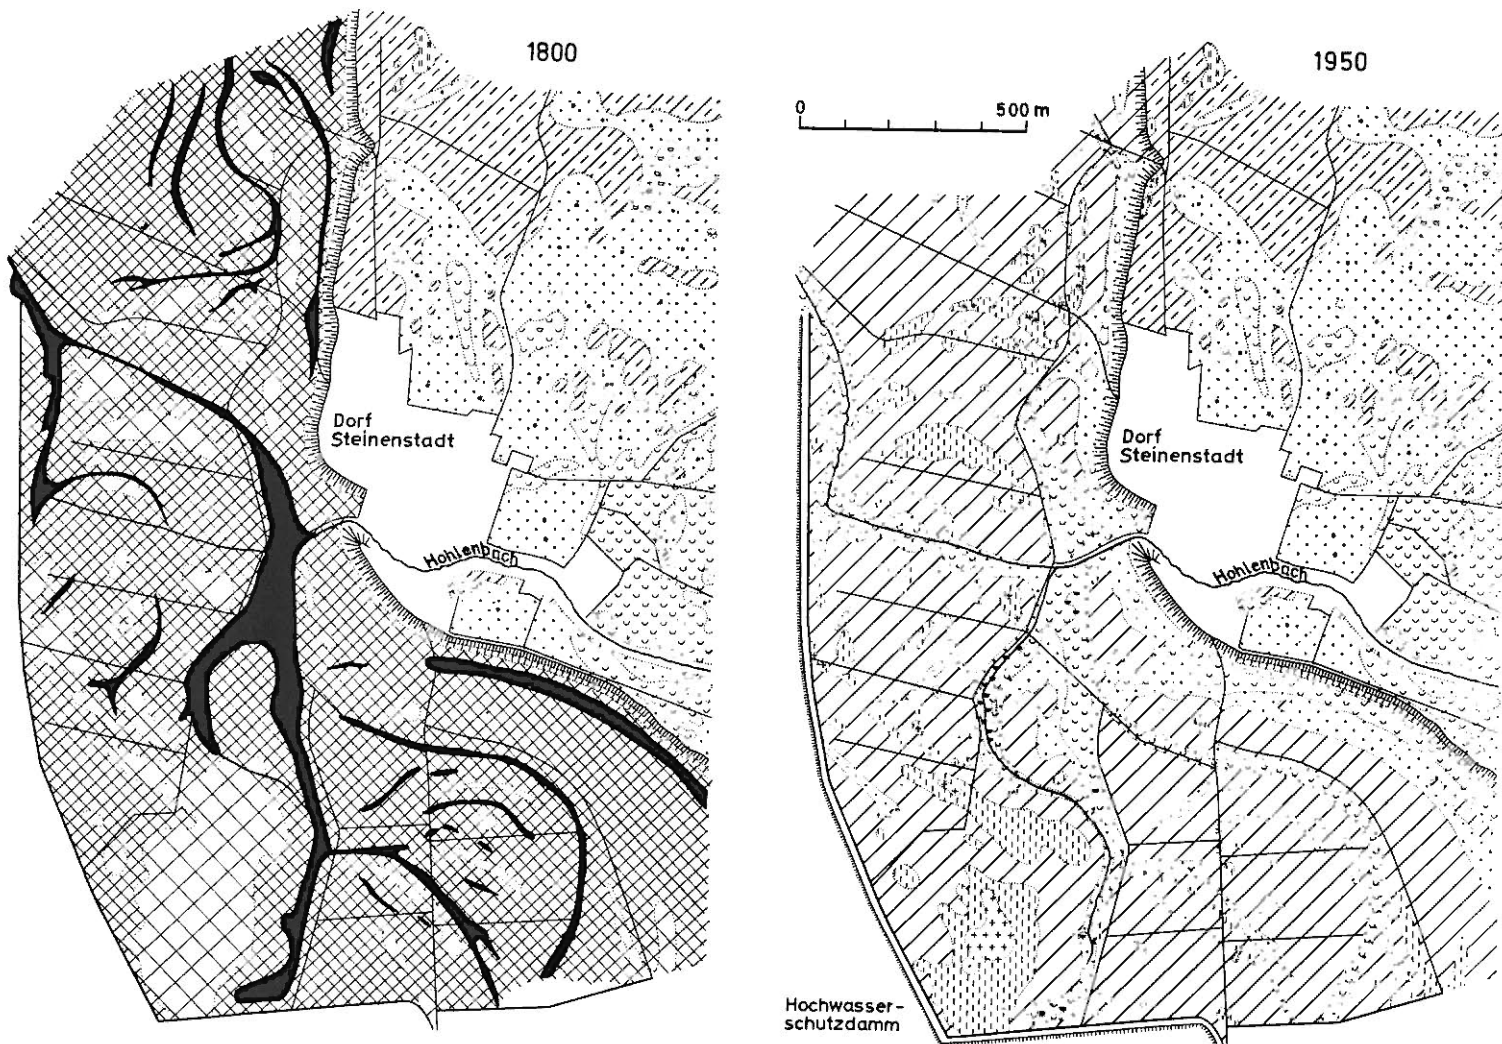 1800
1950
0 500 m
Dorf
Steinenstadt
Hohlenbach
Dorf
Steinenstadt
Hohlenbach
Hochwasser-
schutzdamm